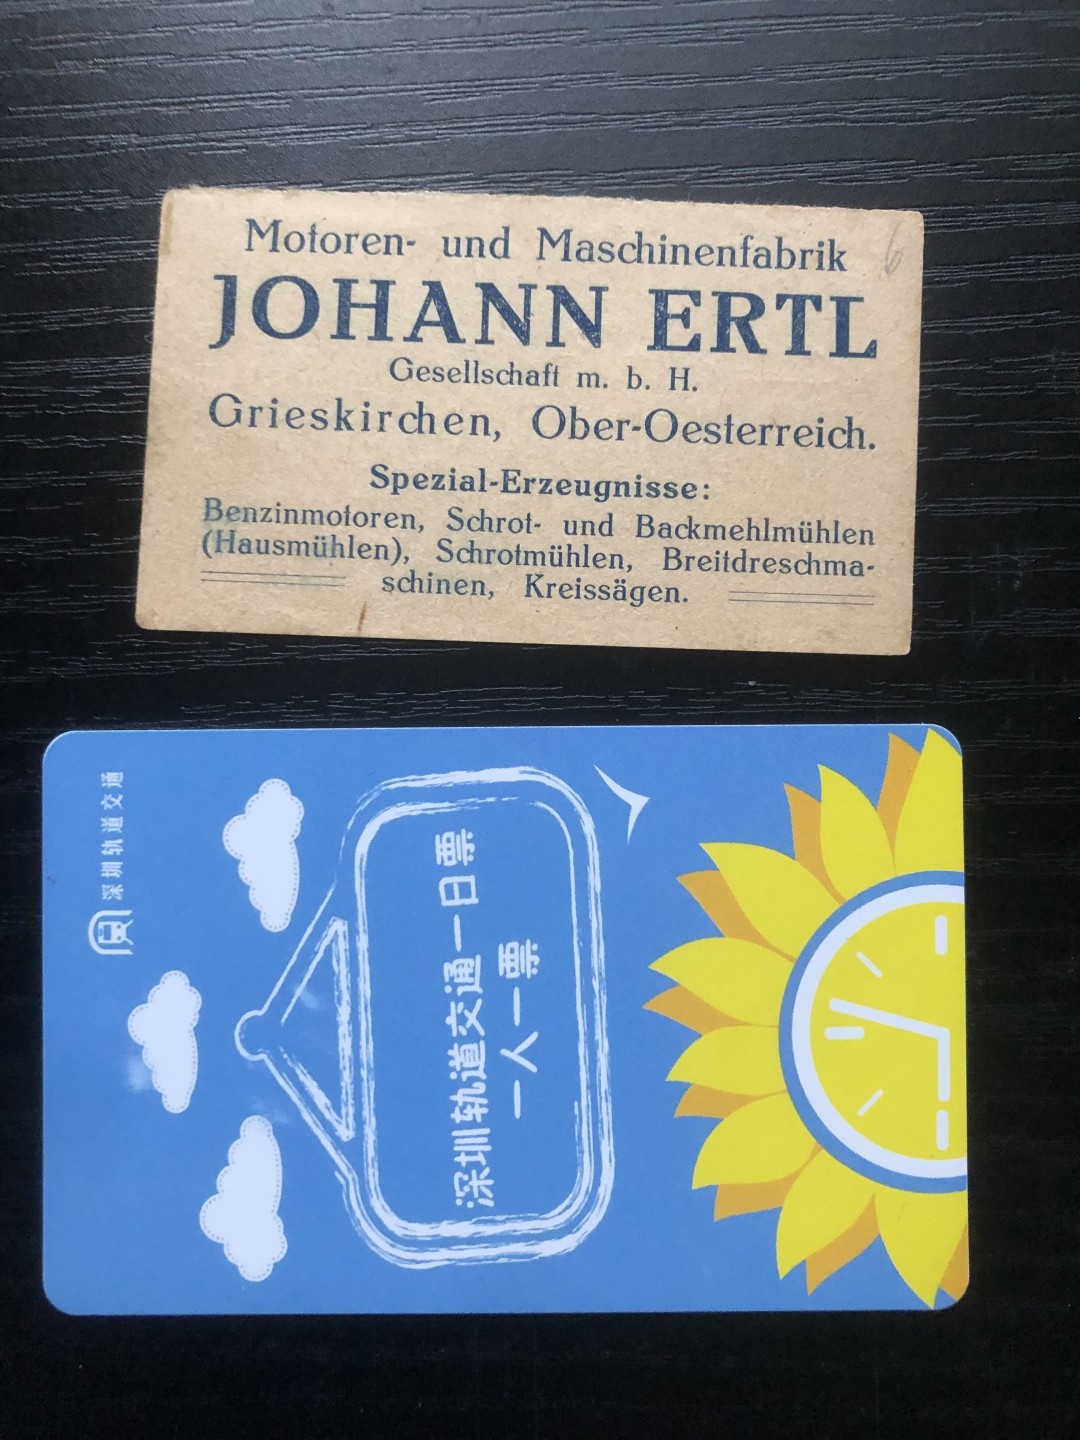 Motoren- und Maschinenfabrik
JOHANN ERTL
Gesellschaft m. b. H.
Grieskirchen, Ober-Oesterreich.
Spezial-Erzeugnisse:
Benzinmotoren, Schrot- und Backmehlmühlen
(Hausmühlen), Schrotmühlen, Breitdreschma-
schinen, Kreissägen.
6
深圳轨道交通
深圳轨道交通一日票
一人一票